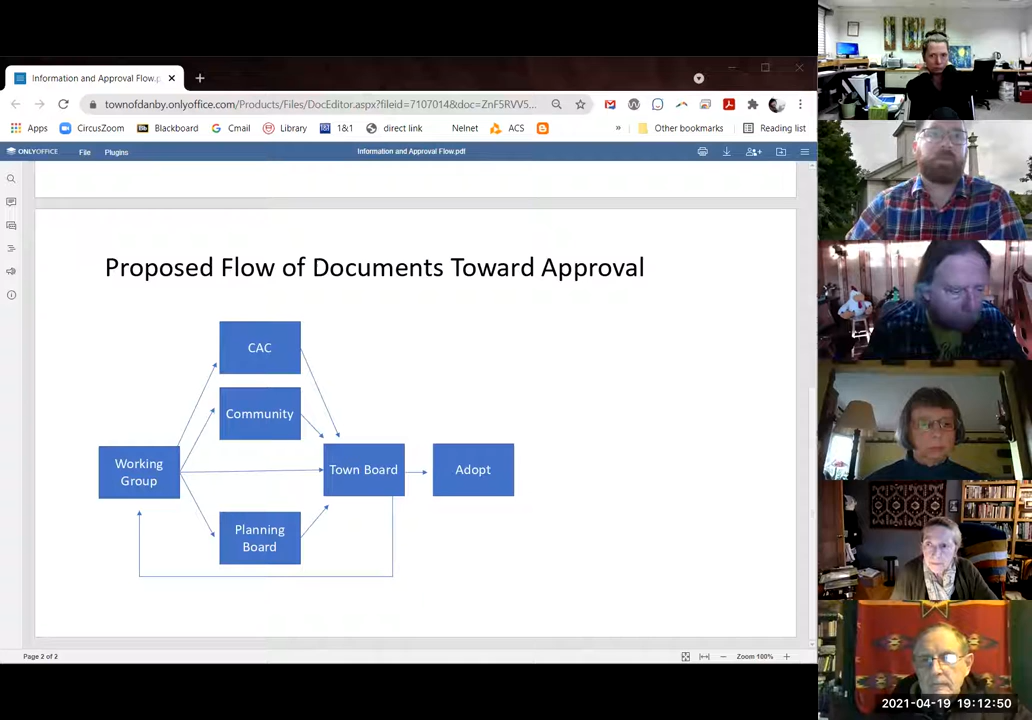 Information and Approval Flow.p
townofdanby.onlyoffice.com/Products/Files/DocEditor.aspx?fileid=7107014&doc=ZnF5RVV5...
Apps CircusZoom Blackboard Gmail Library 1&1 direct link Nelnet ACS » Other bookmarks Reading list
ONLYOFFICE File Plugins Information and Approval Flow.pdf
Proposed Flow of Documents Toward Approval
CAC
Community
Working
Group
Town Board
Adopt
Planning
Board
Page 2 of 2 Zoom 100%
2021-04-19 19:12:50